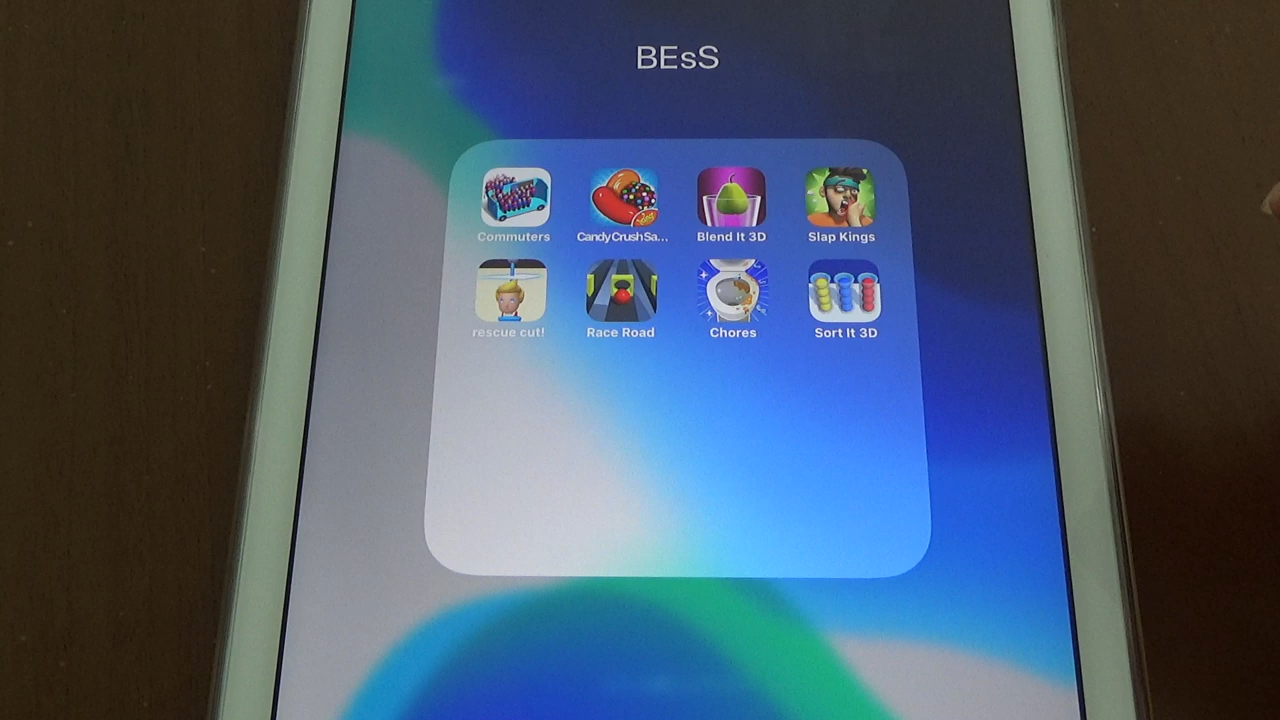 BEsS
Commuters CandyCrushSa... Blend It 3D Slap Kings
rescue cut! Race Road Chores Sort It 3D